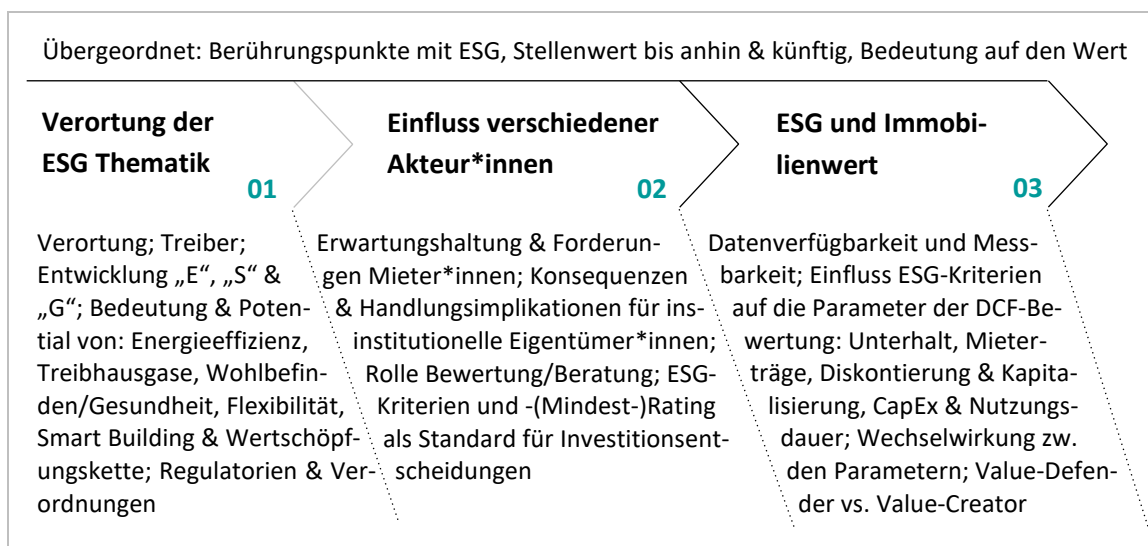 Übergeordnet: Berührungspunkte mit ESG, Stellenwert bis anhin & künftig, Bedeutung auf den Wert
Verortung der
ESG Thematik
01
Verortung; Treiber;
Entwicklung „E“, „S“ &
„G“; Bedeutung & Poten-
tial von: Energieeffizienz,
Treibhausgase, Wohlbefin-
den/Gesundheit, Flexibilität,
Smart Building & Wertschöpf-
ungskette; Regulatorien & Ver-
ordnungen
Einfluss verschiedener
Akteur*innen
02
Erwartungshaltung & Forderun-
gen Mieter*innen; Konsequenzen
& Handlungsimplikationen für ins-
institutionelle Eigentümer*innen;
Rolle Bewertung/Beratung; ESG-
Kriterien und -(Mindest-)Rating
als Standard für Investitionsent-
scheidungen
ESG und Immobi-
lienwert
03
Datenverfügbarkeit und Mess-
barkeit; Einfluss ESG-Kriterien
auf die Parameter der DCF-Be-
wertung: Unterhalt, Mieter-
träge, Diskontierung & Kapita-
lisierung, CapEx & Nutzungs-
dauer; Wechselwirkung zw.
den Parametern; Value-Defen-
der vs. Value-Creator